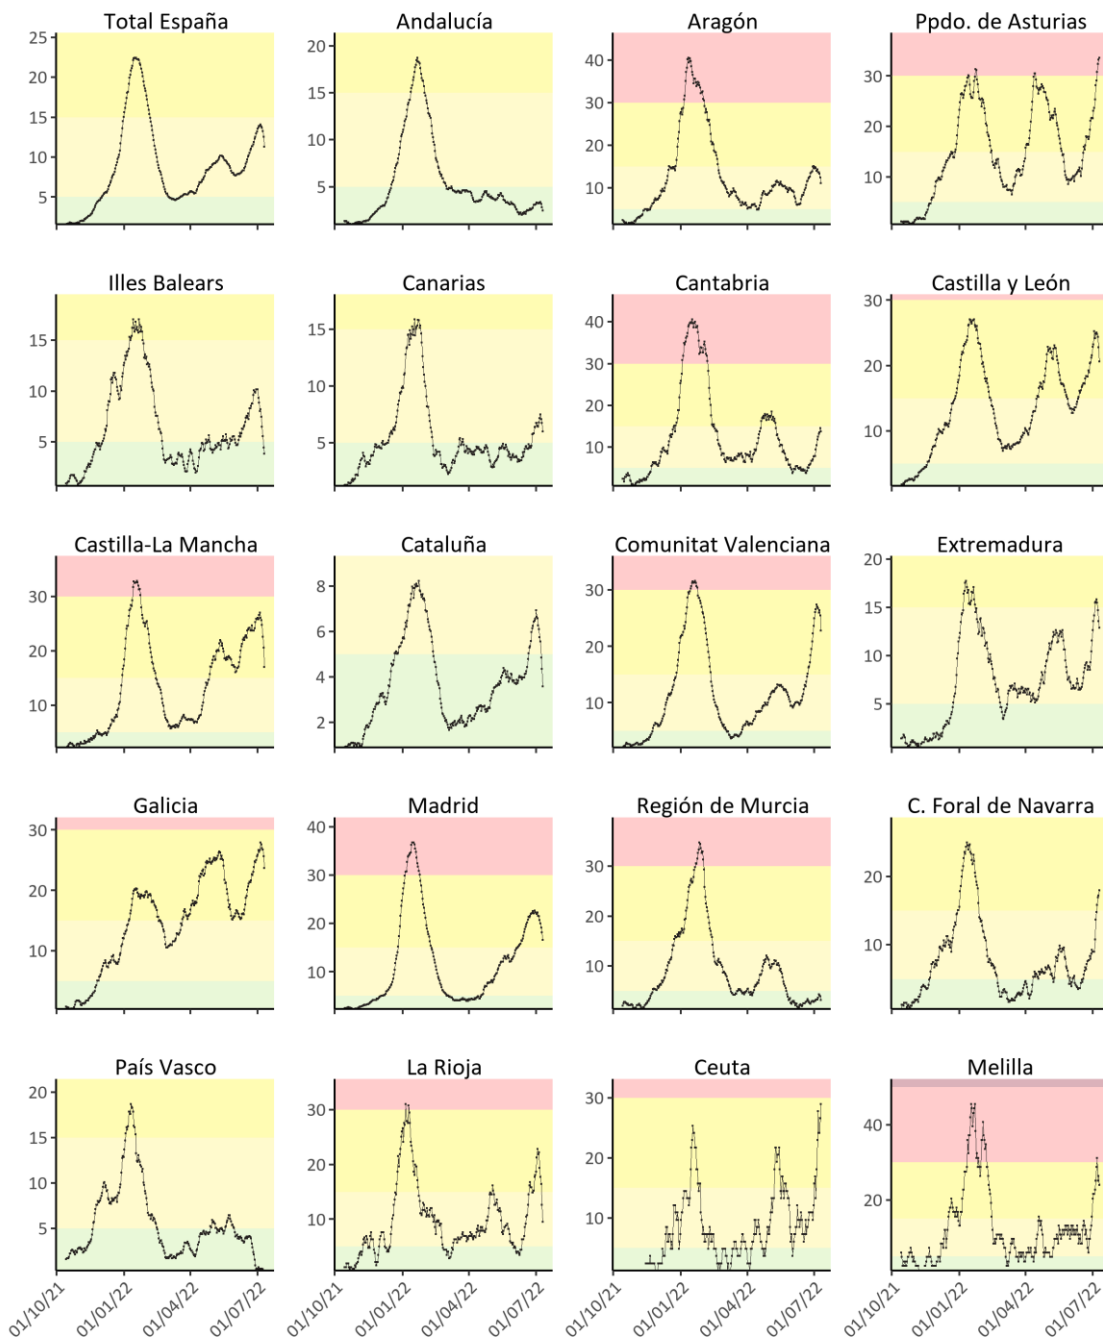 Total España Andalucía Aragón Ppdo. de Asturias
25 20 40 30
20 15 30 20
15 10 20 10
10 5 10
5
Illes Balears Canarias Cantabria Castilla y León
15 15 40 30
10 10 30 20
5 5 20 10
10
Castilla-La Mancha Cataluña Comunitat Valenciana Extremadura
30 8 30 20
20 6 20 15
10 4 10 10
2 5
Galicia Madrid Región de Murcia C. Foral de Navarra
30 40 30 20
20 30 20 10
10 20 10
10
País Vasco La Rioja Ceuta Melilla
20 30 30 40
15 20 20 20
10 10 10
5
01/10/21 01/01/22 01/04/22 01/07/22 01/10/21 01/01/22 01/04/22 01/07/22 01/10/21 01/01/22 01/04/22 01/07/22 01/10/21 01/01/22 01/04/22 01/07/22